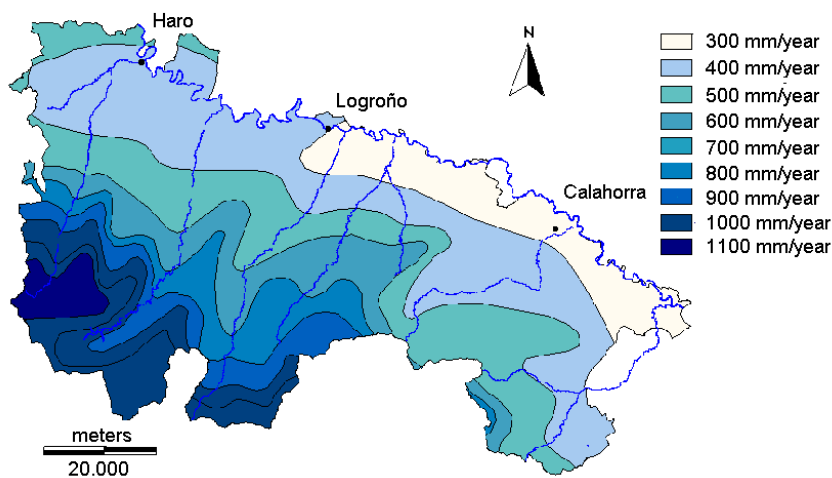 Haro
N
Logroño
Calahorra
300 mm/year
400 mm/year
500 mm/year
600 mm/year
700 mm/year
800 mm/year
900 mm/year
1000 mm/year
1100 mm/year
meters
20.000